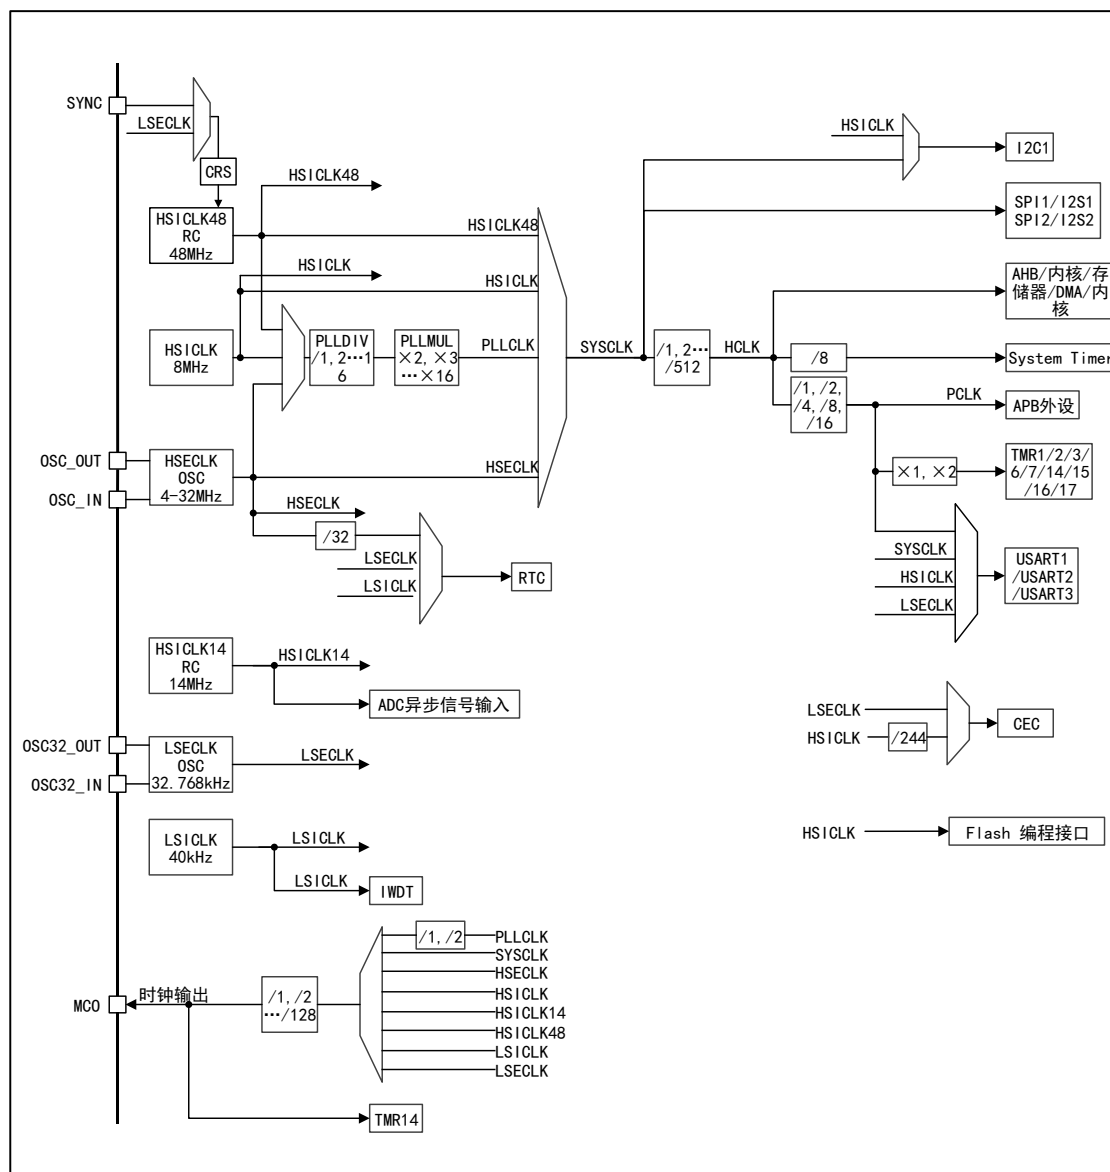 SYNC
LSECLK
CRS
HSICLK48
RC
48MHz
HSICLK48
HSICLK48
HSICLK
HSICLK
HSICLK
8MHz
PLLDIV
/1, 2…1
6
PLLMUL
×2, ×3
…×16
PLLCLK
SYSCLK
/1, 2…
/512
HCLK
HSICLK
I2C1
SPI1/I2S1
SPI2/I2S2
AHB/内核/存
储器/DMA/内
核
/8
System Timer
/1, /2,
/4, /8,
/16
PCLK
APB外设
×1, ×2
TMR1/2/3/
6/7/14/15
/16/17
SYSCLK
HSICLK
LSECLK
USART1
/USART2
/USART3
OSC_OUT
OSC_IN
HSECLK
OSC
4-32MHz
HSECLK
HSECLK
/32
LSECLK
LSICLK
RTC
HSICLK14
RC
14MHz
HSICLK14
ADC异步信号输入
LSECLK
HSICLK
/244
CEC
OSC32_OUT
OSC32_IN
LSECLK
OSC
32.768kHz
LSECLK
LSICLK
40kHz
LSICLK
LSICLK
IWDT
HSICLK
Flash 编程接口
MCO
时钟输出
/1, /2
…/128
/1, /2
PLLCLK
SYSCLK
HSECLK
HSICLK
HSICLK14
HSICLK48
LSICLK
LSECLK
TMR14